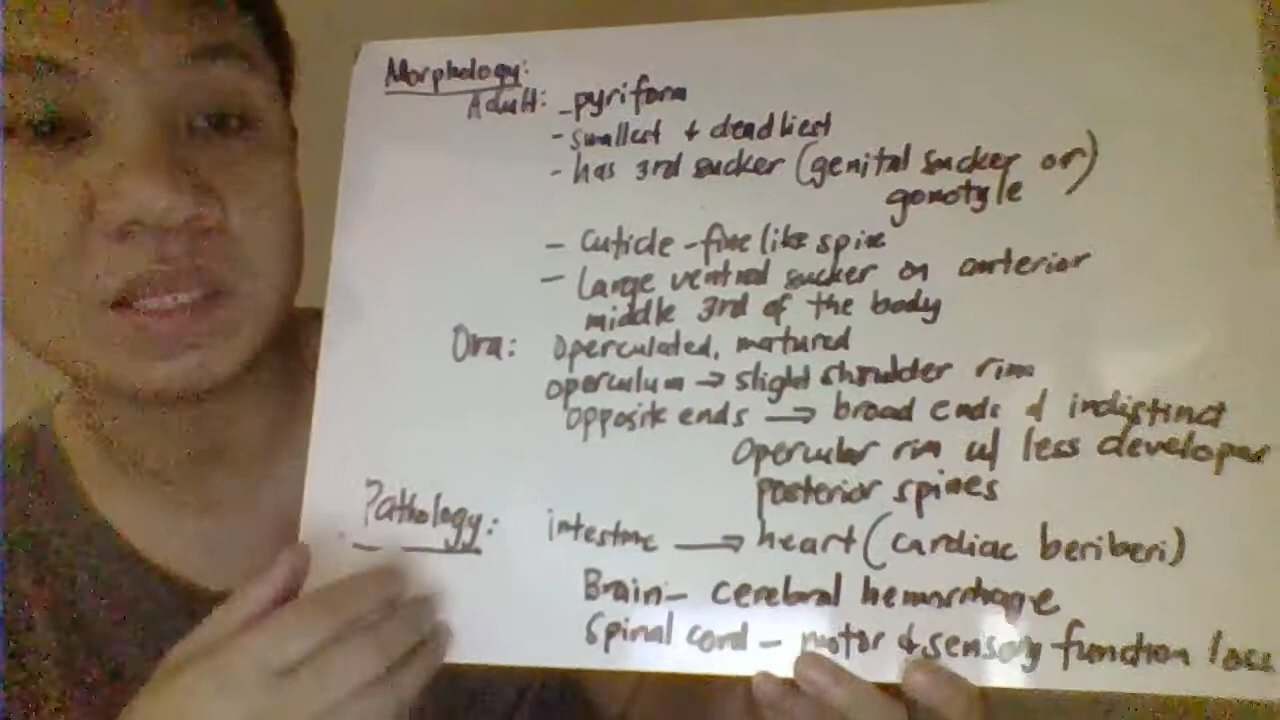 Morphology:
Adult: - pyriform
- smallest + deadliest
- has 3rd sucker (genital sucker or)
gonotyle
- Cuticle - fine like spine
- Large ventral sucker on anterior
middle 3rd of the body
Ova: Operculated, matured
operculum → slight shoulder rim
opposite ends → broad ends & indistinct
opercular rim w/ less developed
posterior spines
Pathology: intestine → heart (cardiac beriberi)
Brain - cerebral hemorrhage
Spinal cord - motor & sensory function loss